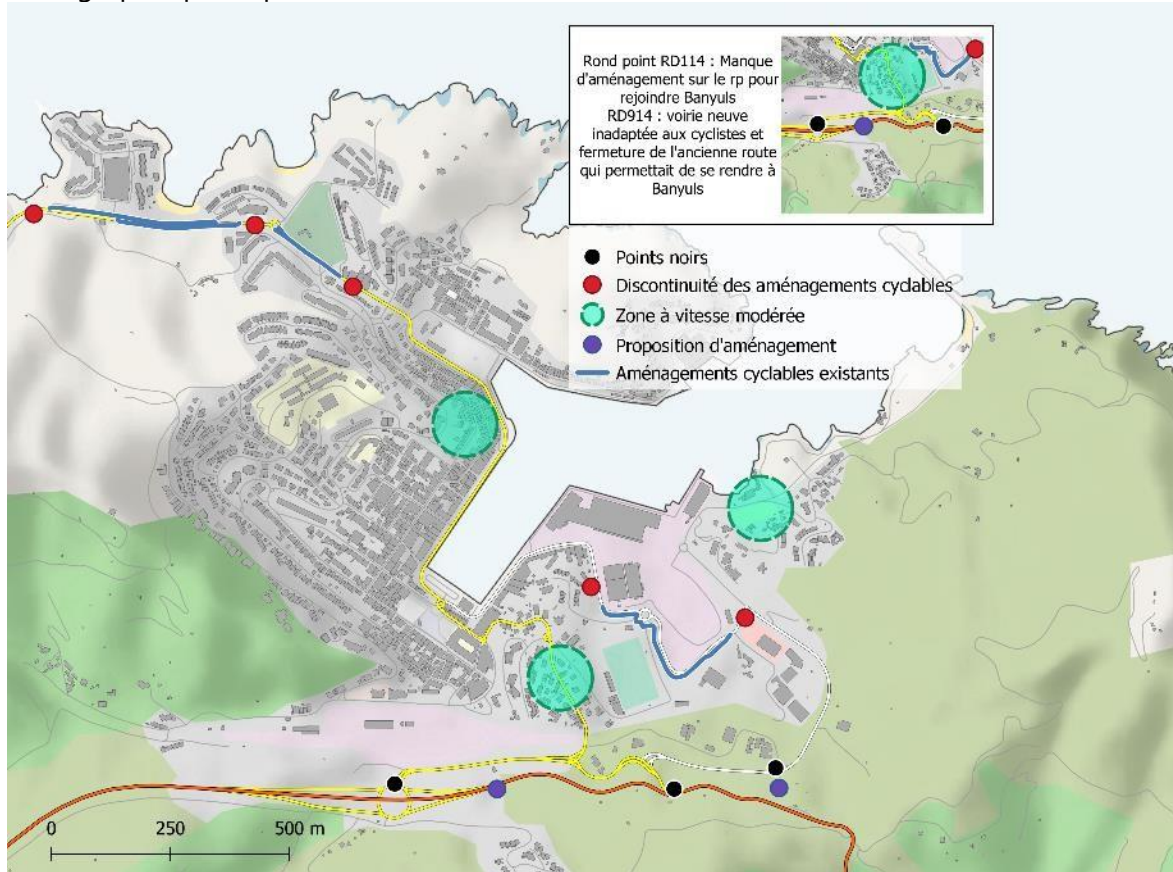 Rond point RD114 : Manque
d'aménagement sur le rp pour
rejoindre Banyuls
RD914 : voirie neuve
inadaptée aux cyclistes et
fermeture de l'ancienne route
qui permettait de se rendre à
Banyuls
Points noirs
Discontinuité des aménagements cyclables
Zone à vitesse modérée
Proposition d'aménagement
Aménagements cyclables existants
0 250 500 m